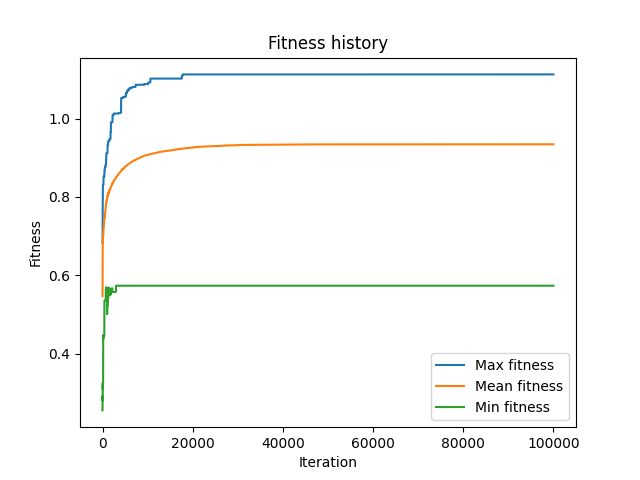 Fitness history
Fitness
1.0
0.8
0.6
0.4
Max fitness
Mean fitness
Min fitness
0 20000 40000 60000 80000 100000
Iteration